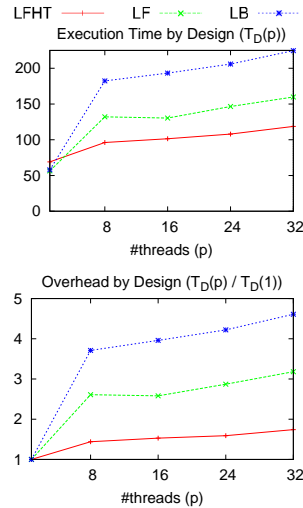 LFHT LF LB
Execution Time by Design (T_D(p))
200
150
100
50
0
8 16 24 32
#threads (p)
Overhead by Design (T_D(p) / T_D(1))
5
4
3
2
1
8 16 24 32
#threads (p)